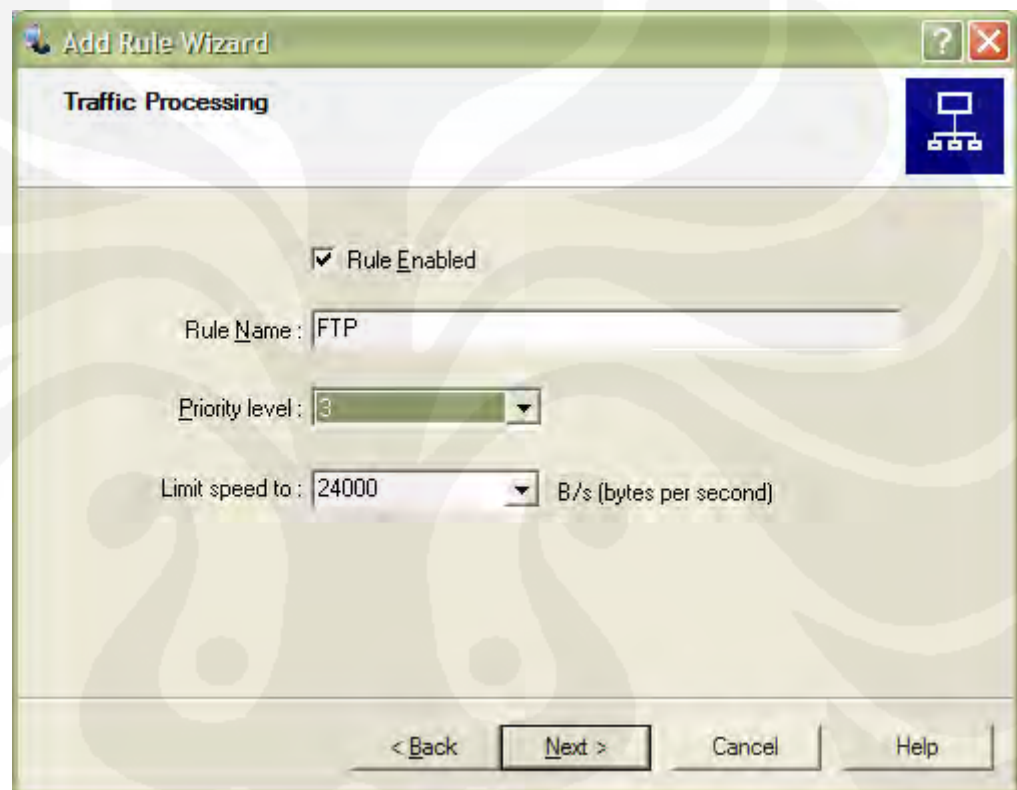 Add Rule Wizard
Traffic Processing
Rule Enabled
Rule Name : FTP
Priority level : 3
Limit speed to : 24000 B/s (bytes per second)
< Back Next > Cancel Help